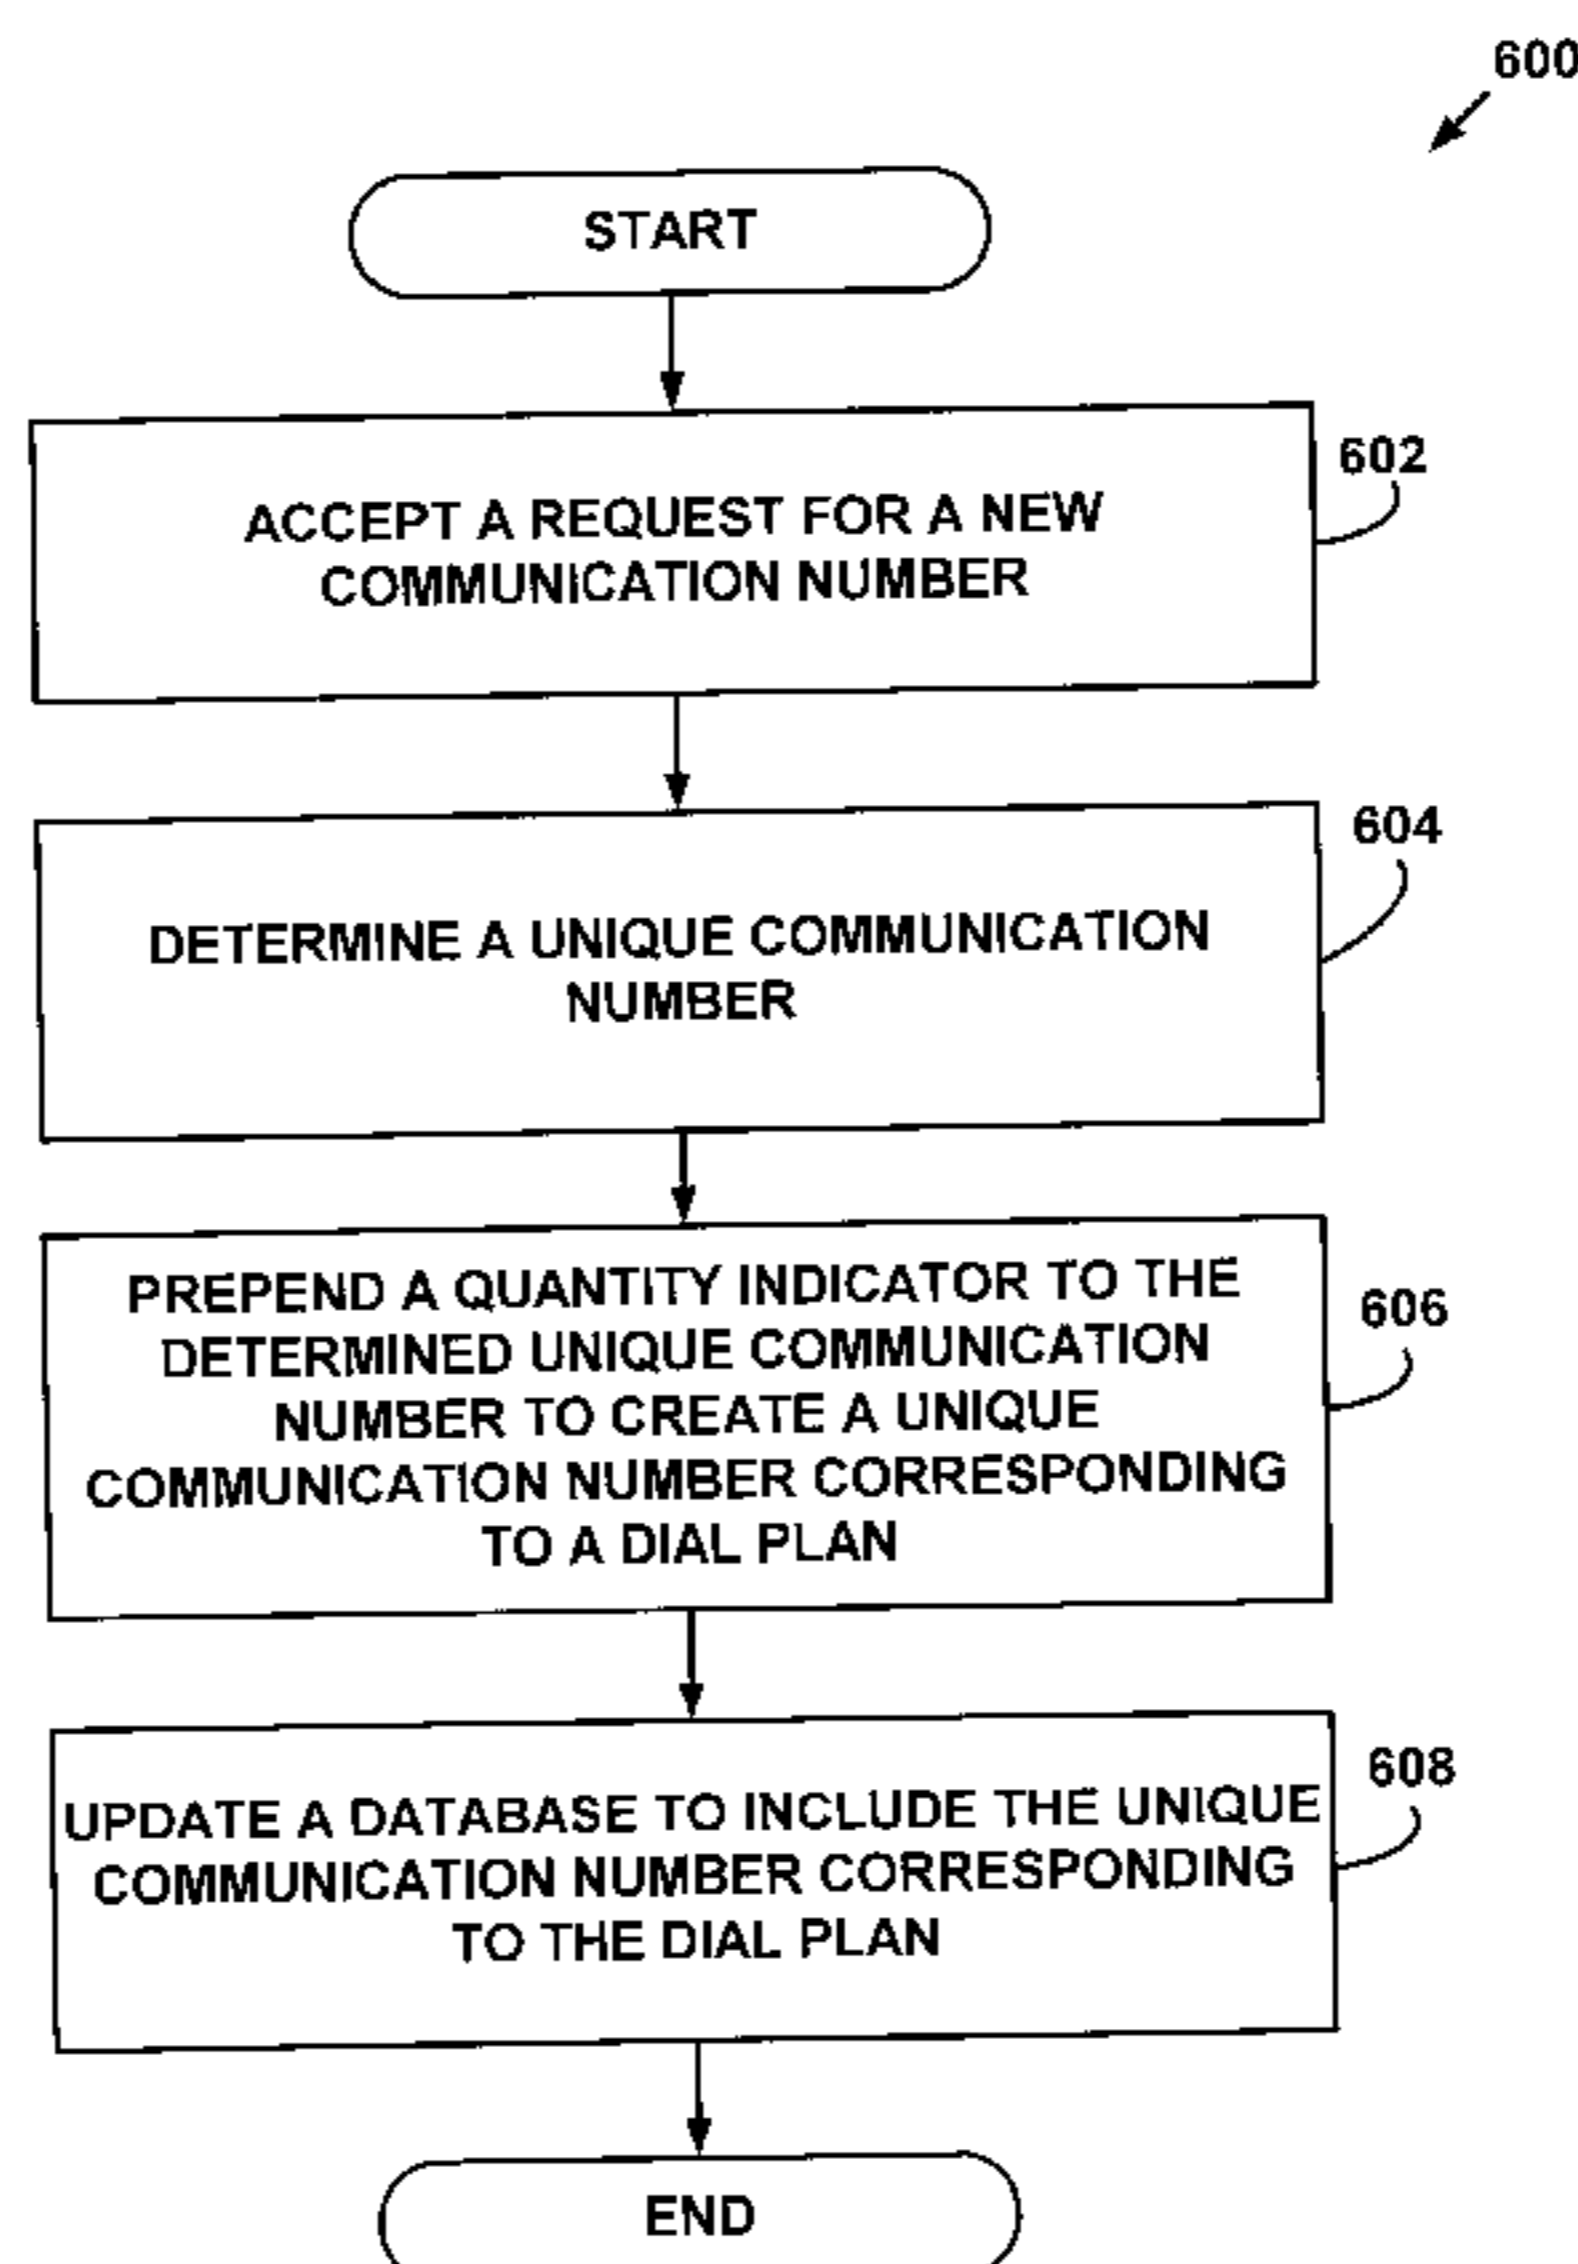 600
START
602
ACCEPT A REQUEST FOR A NEW
COMMUNICATION NUMBER
604
DETERMINE A UNIQUE COMMUNICATION
NUMBER
PREPEND A QUANTITY INDICATOR TO THE
606
DETERMINED UNIQUE COMMUNICATION
NUMBER TO CREATE A UNIQUE
COMMUNICATION NUMBER CORRESPONDING
TO A DIAL PLAN
608
UPDATE A DATABASE TO INCLUDE THE UNIQUE
COMMUNICATION NUMBER CORRESPONDING
TO THE DIAL PLAN
END